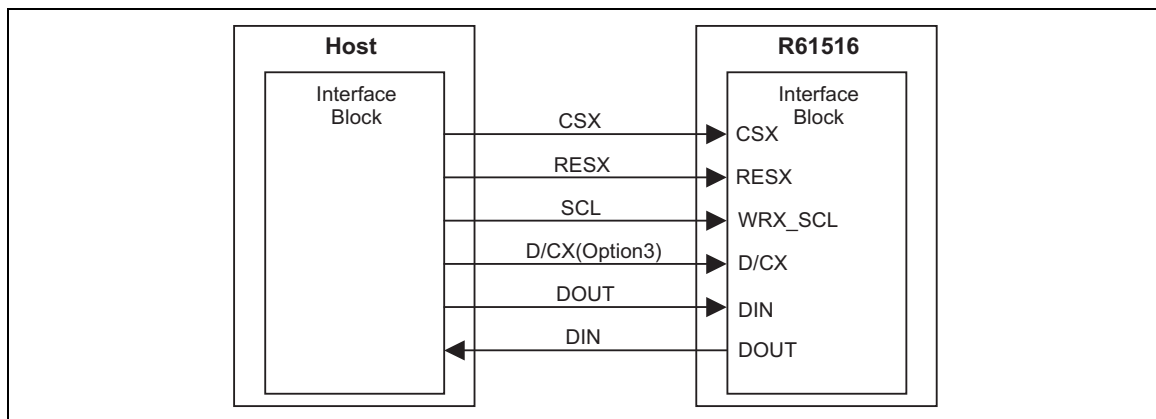 Host
R61516
Interface
Block
Interface
Block
CSX
CSX
RESX
RESX
SCL
WRX_SCL
D/CX(Option3)
D/CX
DOUT
DIN
DIN
DOUT